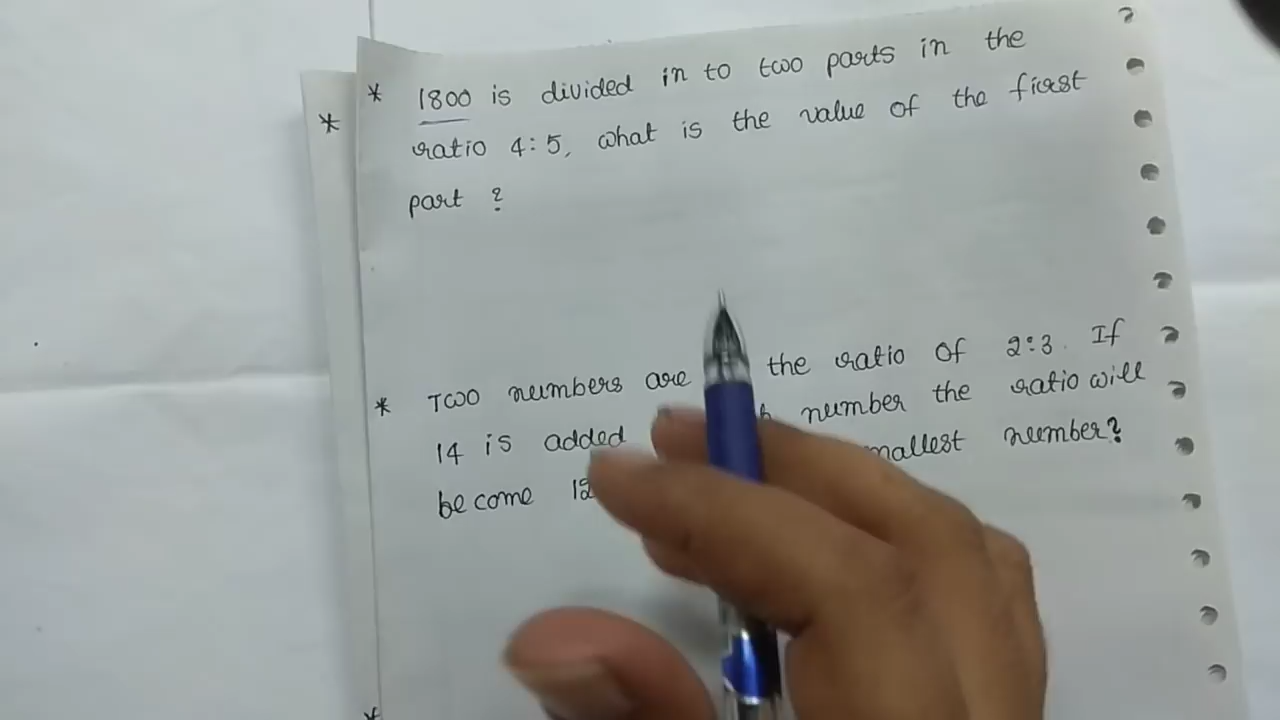 * 1800 is divided in to two parts in the
ratio 4:5, what is the value of the first
part ?
*
* Two numbers are the ratio of 2:3. If
14 is added number the ratio will
become number?
*